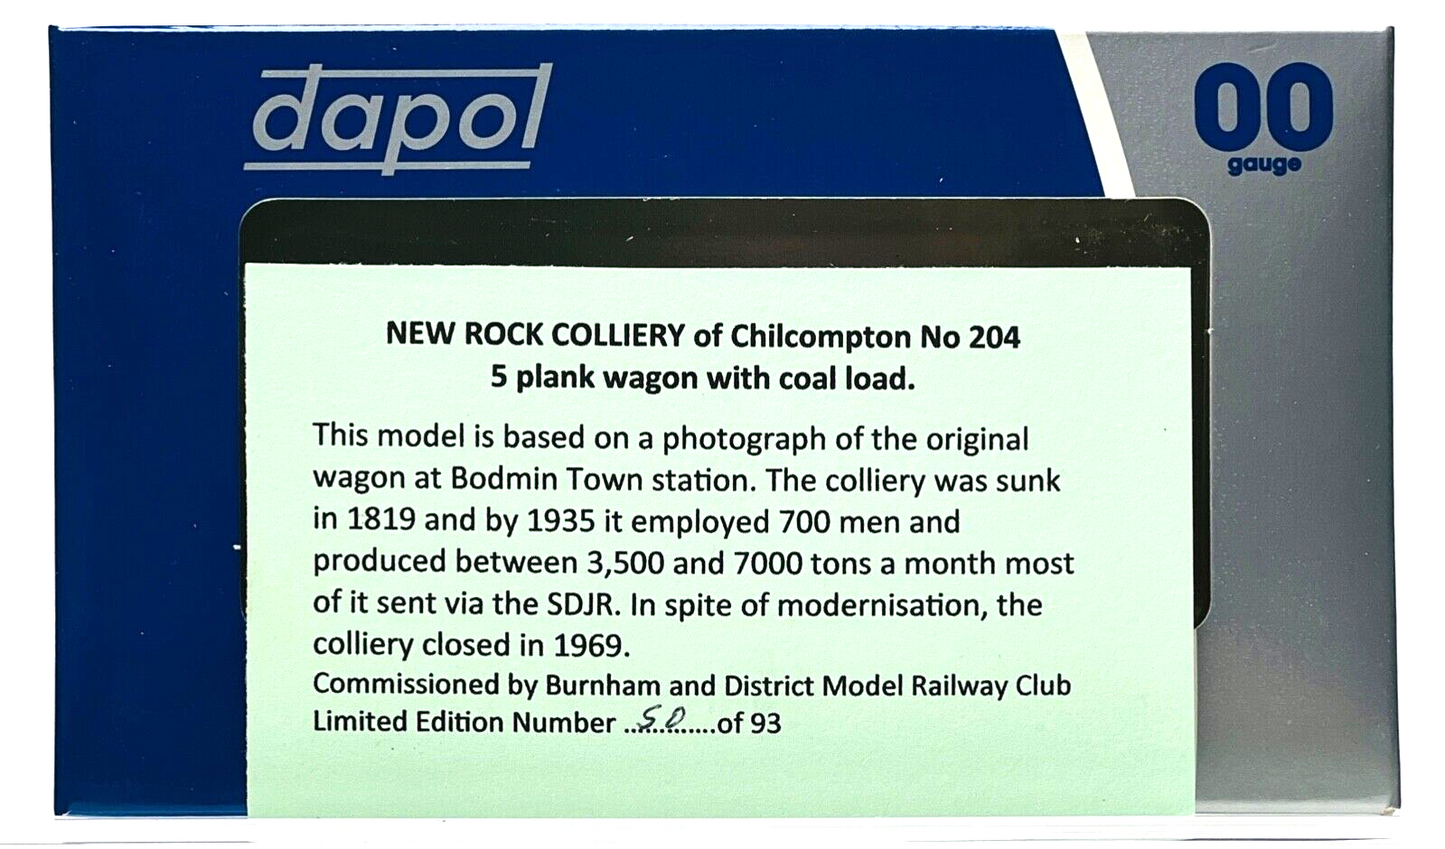 dapol
00
gauge
NEW ROCK COLLIERY of Chilcompton No 204
5 plank wagon with coal load.
This model is based on a photograph of the original
wagon at Bodmin Town station. The colliery was sunk
in 1819 and by 1935 it employed 700 men and
produced between 3,500 and 7000 tons a month most
of it sent via the SDJR. In spite of modernisation, the
colliery closed in 1969.
Commissioned by Burnham and District Model Railway Club
Limited Edition Number ..50.....of 93